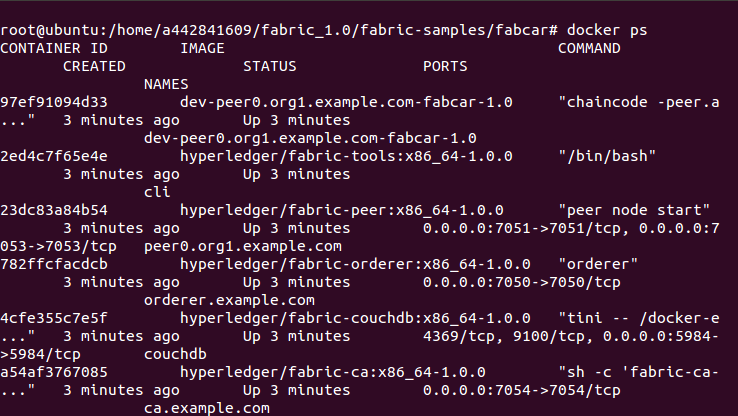 root@ubuntu:/home/a442841609/fabric_1.0/fabric-samples/fabcar# docker ps
CONTAINER ID        IMAGE                                     COMMAND
       CREATED             STATUS              PORTS
                NAMES
97ef91094d33        dev-peer0.org1.example.com-fabcar-1.0     "chaincode -peer.a
..."   3 minutes ago       Up 3 minutes
                dev-peer0.org1.example.com-fabcar-1.0
2ed4c7f65e4e        hyperledger/fabric-tools:x86_64-1.0.0     "/bin/bash"
       3 minutes ago       Up 3 minutes
                cli
23dc83a84b54        hyperledger/fabric-peer:x86_64-1.0.0      "peer node start"
       3 minutes ago       Up 3 minutes        0.0.0.0:7051->7051/tcp, 0.0.0.0:7
053->7053/tcp   peer0.org1.example.com
782ffcfacdcb        hyperledger/fabric-orderer:x86_64-1.0.0   "orderer"
       3 minutes ago       Up 3 minutes        0.0.0.0:7050->7050/tcp
                orderer.example.com
4cfe355c7e5f        hyperledger/fabric-couchdb:x86_64-1.0.0   "tini -- /docker-e
..."   3 minutes ago       Up 3 minutes        4369/tcp, 9100/tcp, 0.0.0.0:5984-
>5984/tcp       couchdb
a54af3767085        hyperledger/fabric-ca:x86_64-1.0.0        "sh -c 'fabric-ca-
..."   3 minutes ago       Up 3 minutes        0.0.0.0:7054->7054/tcp
                ca.example.com